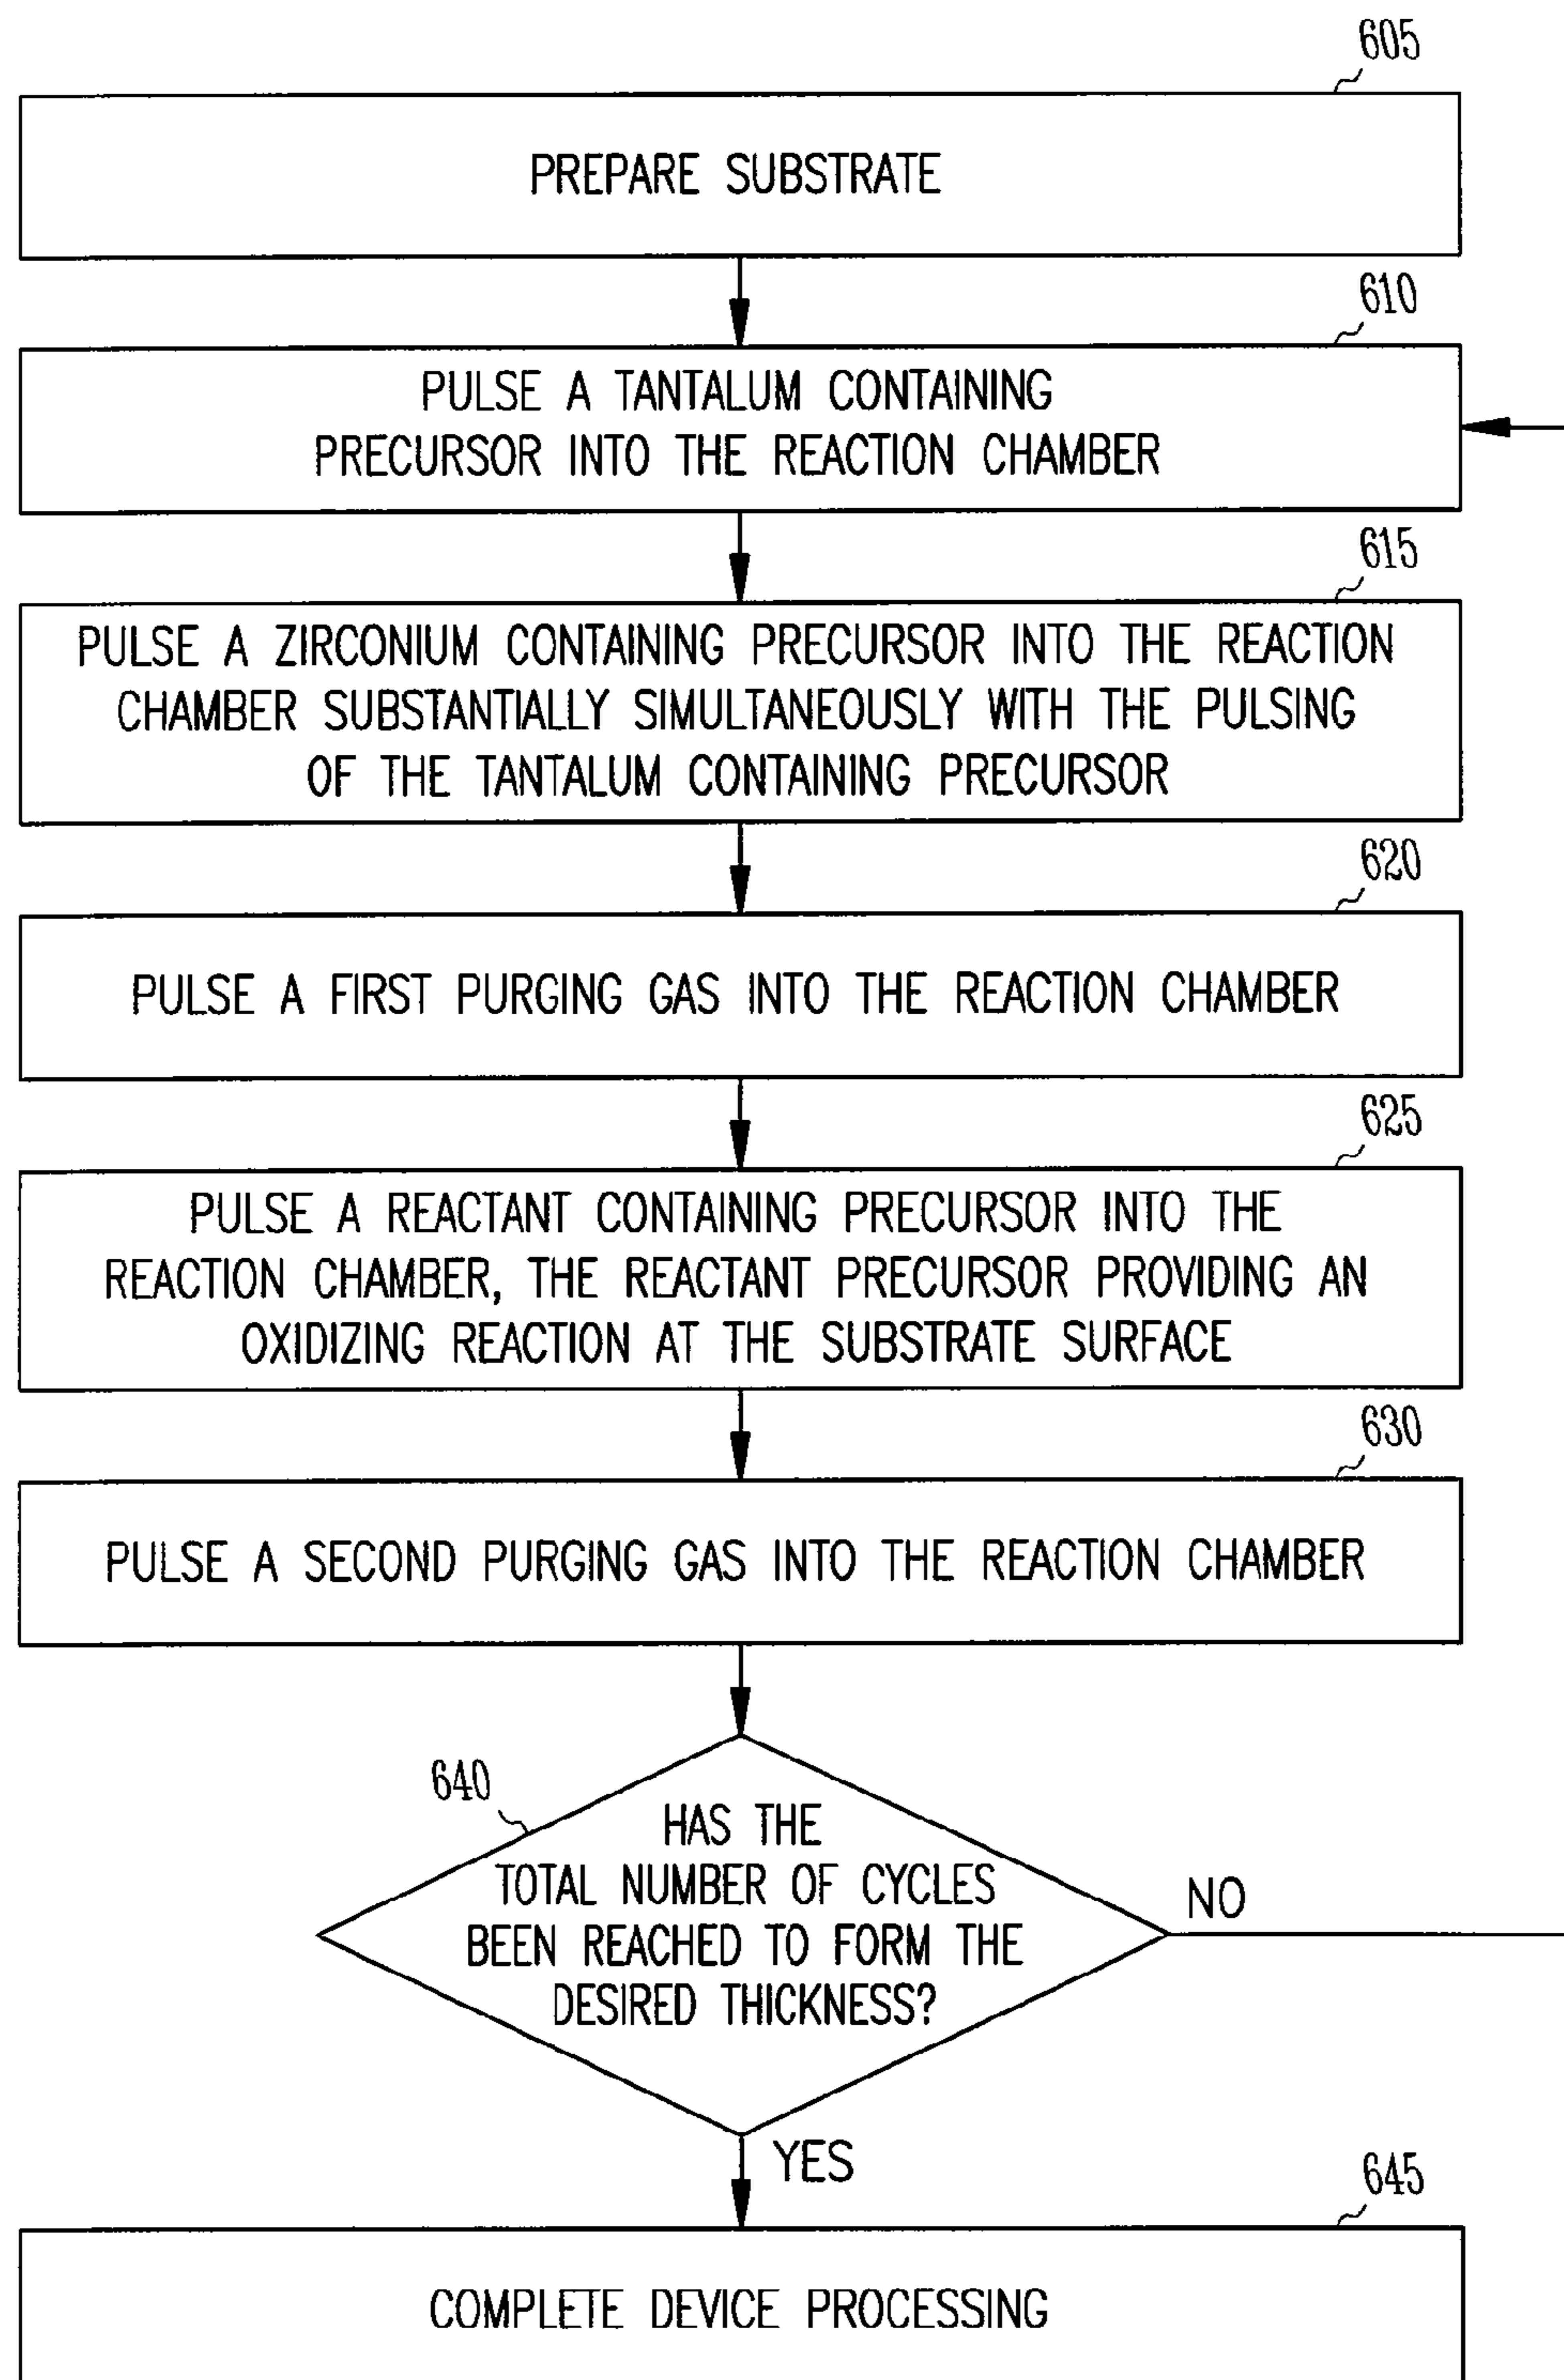 605
PREPARE SUBSTRATE
610
PULSE A TANTALUM CONTAINING
PRECURSOR INTO THE REACTION CHAMBER
615
PULSE A ZIRCONIUM CONTAINING PRECURSOR INTO THE REACTION
CHAMBER SUBSTANTIALLY SIMULTANEOUSLY WITH THE PULSING
OF THE TANTALUM CONTAINING PRECURSOR
620
PULSE A FIRST PURGING GAS INTO THE REACTION CHAMBER
625
PULSE A REACTANT CONTAINING PRECURSOR INTO THE
REACTION CHAMBER, THE REACTANT PRECURSOR PROVIDING AN
OXIDIZING REACTION AT THE SUBSTRATE SURFACE
630
PULSE A SECOND PURGING GAS INTO THE REACTION CHAMBER
640
HAS THE
TOTAL NUMBER OF CYCLES
BEEN REACHED TO FORM THE
DESIRED THICKNESS?
NO
YES
645
COMPLETE DEVICE PROCESSING